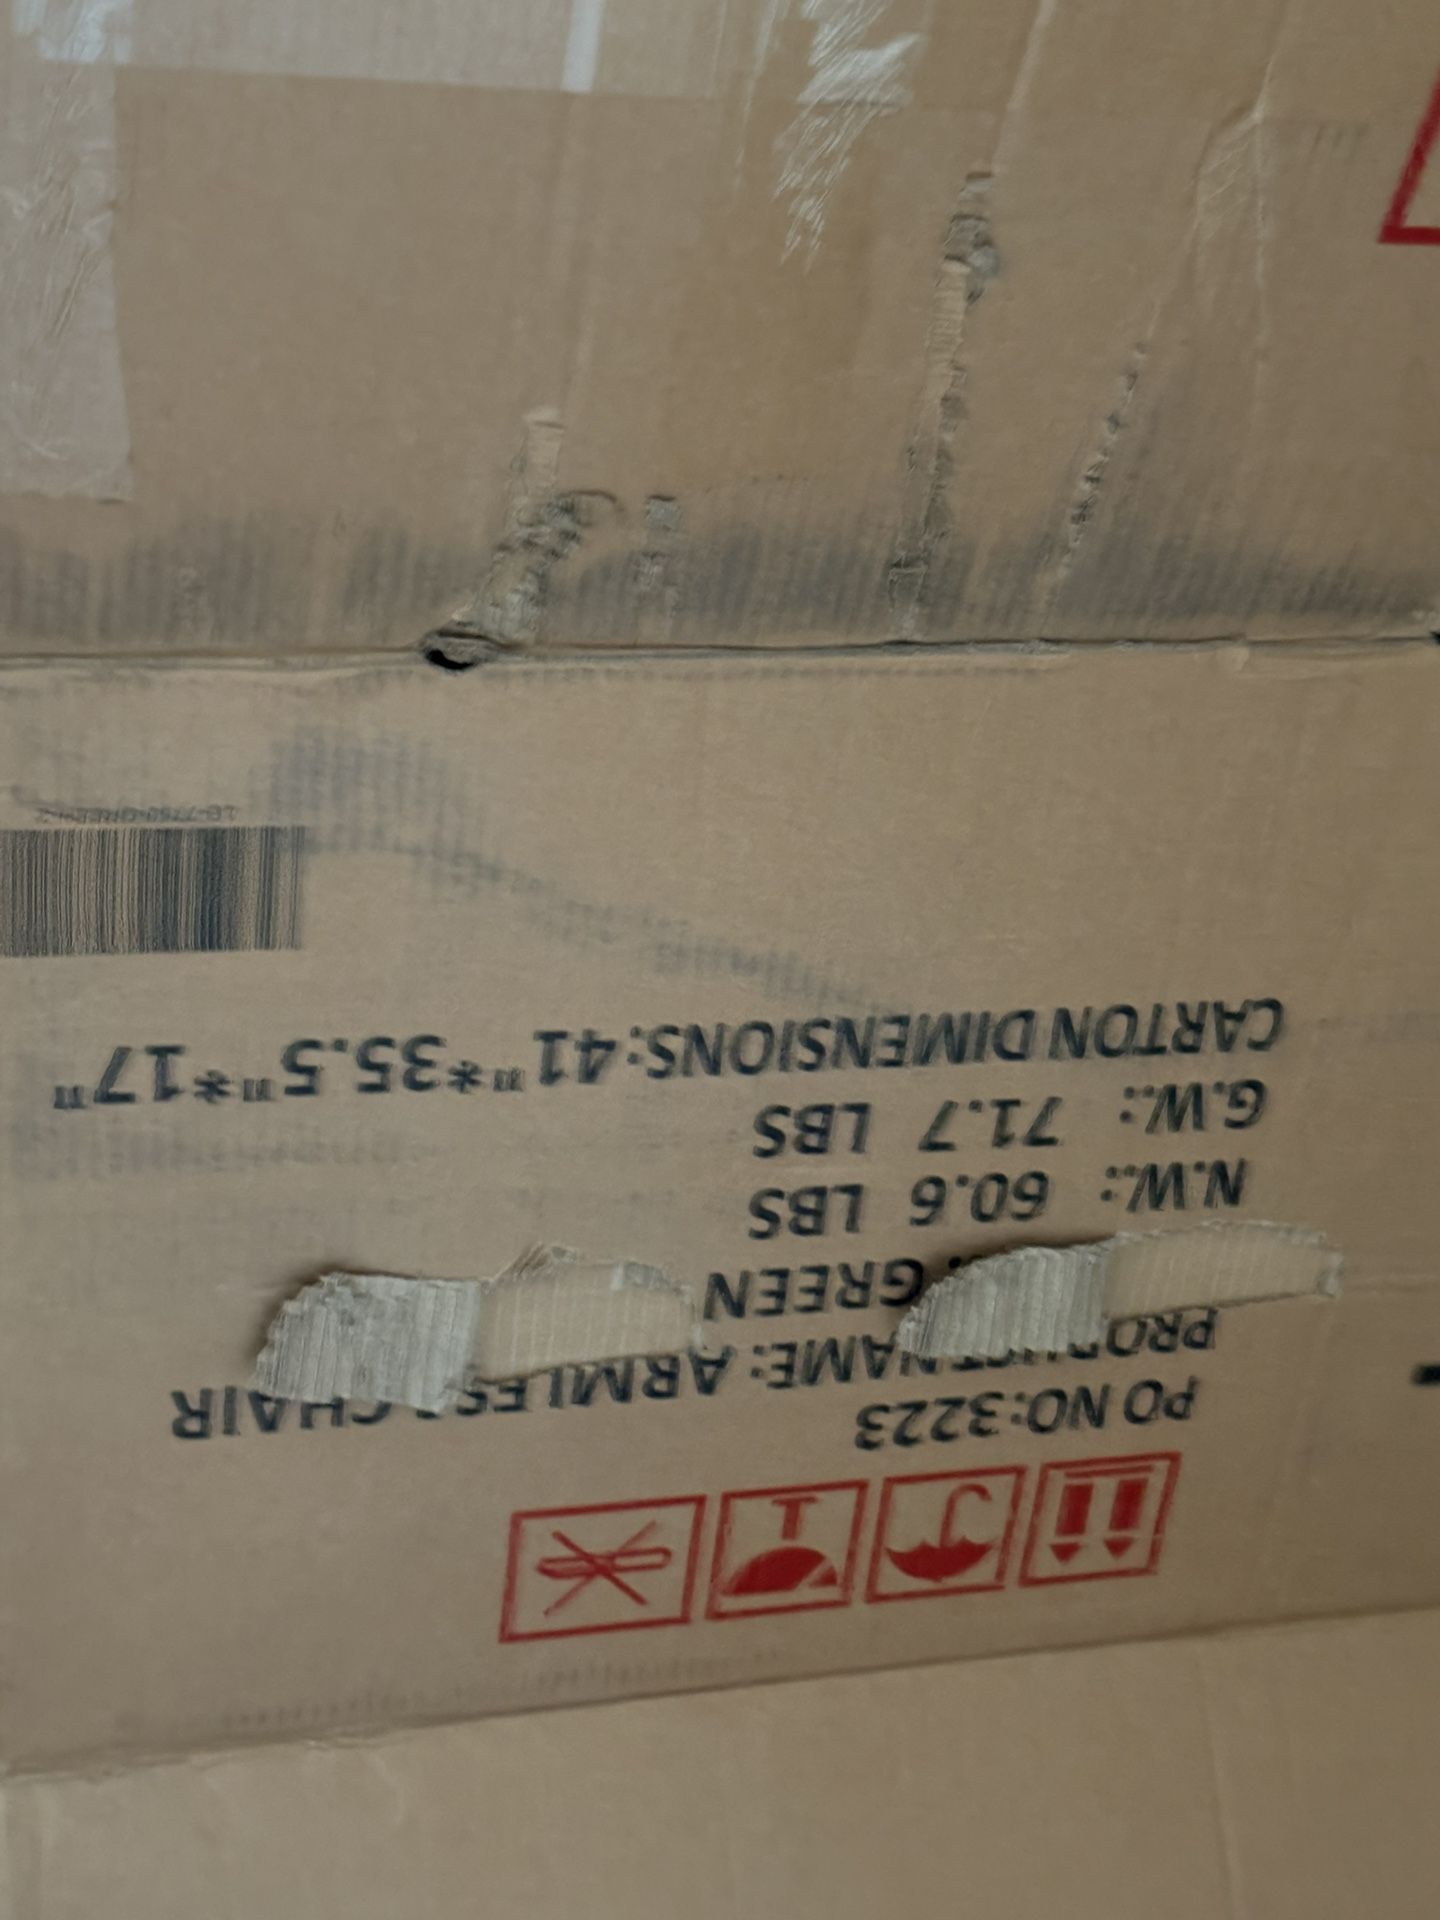 PO NO:3223
PRODUCT NAME: ARMLESS CHAIR
: GREEN
N.W.: 60.6 LBS
G.W.: 71.7 LBS
CARTON DIMENSIONS:41"*35.5"*17"